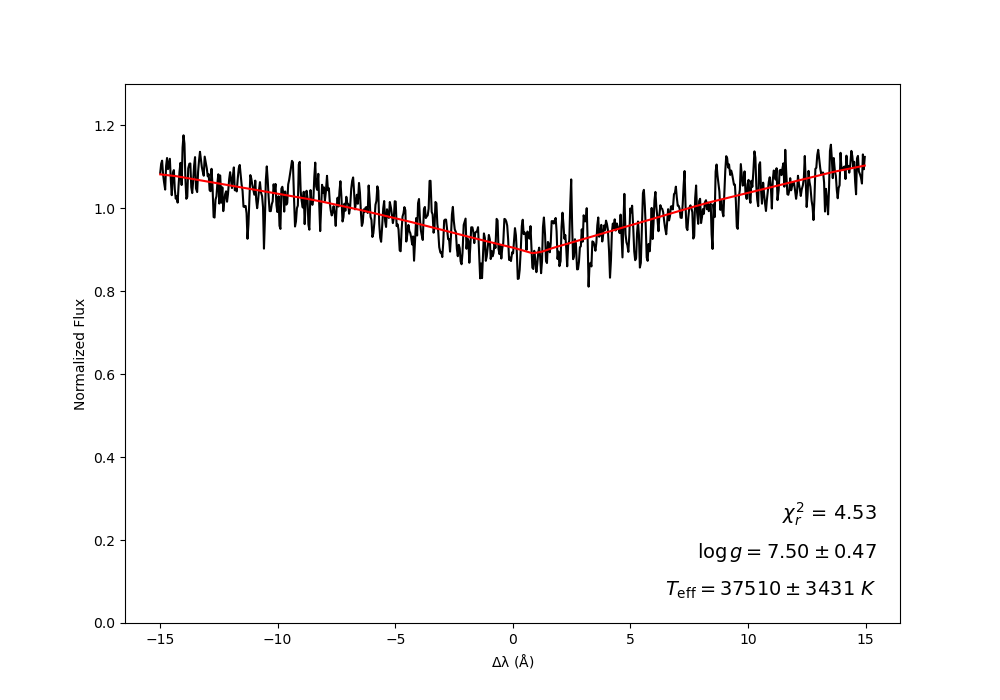 1.2
1.0
0.8
0.6
0.4
0.2
0.0
Normalized Flux
χ²ᵣ = 4.53
log g = 7.50 ± 0.47
T_eff = 37510 ± 3431 K
−15 −10 −5 0 5 10 15
Δλ (Å)